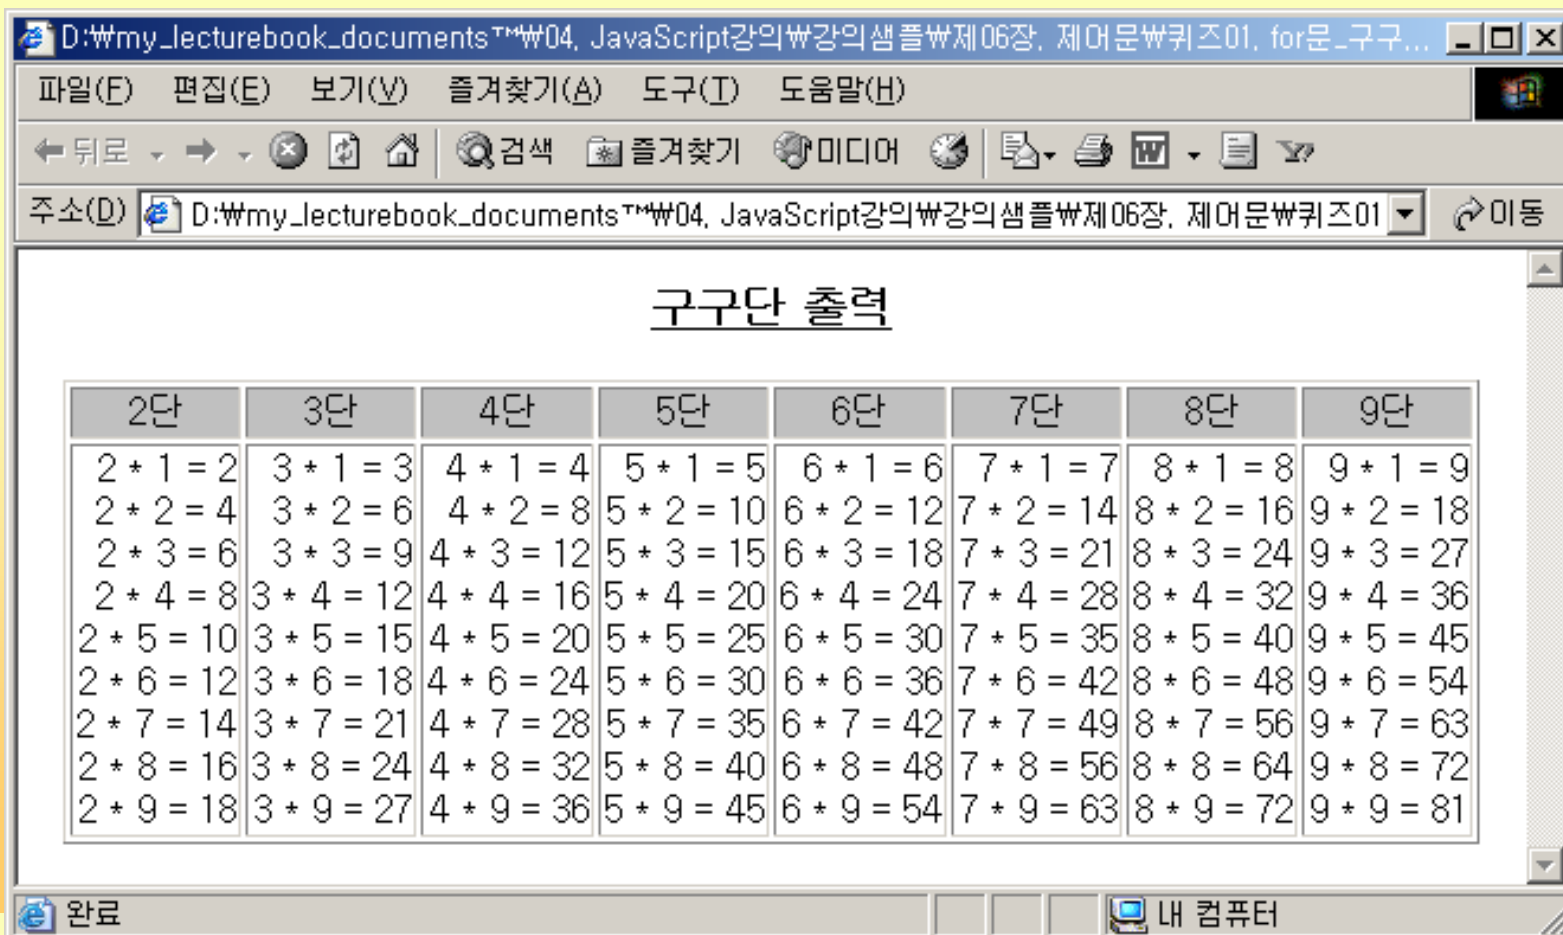 D:₩my_lecturebook_documents™₩04, JavaScript강의₩강의샘플₩제06장, 제어문₩퀴즈01, for문_구구...
파일(F) 편집(E) 보기(V) 즐겨찾기(A) 도구(T) 도움말(H)
뒤로 검색 즐겨찾기 미디어
주소(D) D:₩my_lecturebook_documents™₩04, JavaScript강의₩강의샘플₩제06장, 제어문₩퀴즈01 이동
구구단 출력
2단 3단 4단 5단 6단 7단 8단 9단
2 * 1 = 2 3 * 1 = 3 4 * 1 = 4 5 * 1 = 5 6 * 1 = 6 7 * 1 = 7 8 * 1 = 8 9 * 1 = 9
2 * 2 = 4 3 * 2 = 6 4 * 2 = 8 5 * 2 = 10 6 * 2 = 12 7 * 2 = 14 8 * 2 = 16 9 * 2 = 18
2 * 3 = 6 3 * 3 = 9 4 * 3 = 12 5 * 3 = 15 6 * 3 = 18 7 * 3 = 21 8 * 3 = 24 9 * 3 = 27
2 * 4 = 8 3 * 4 = 12 4 * 4 = 16 5 * 4 = 20 6 * 4 = 24 7 * 4 = 28 8 * 4 = 32 9 * 4 = 36
2 * 5 = 10 3 * 5 = 15 4 * 5 = 20 5 * 5 = 25 6 * 5 = 30 7 * 5 = 35 8 * 5 = 40 9 * 5 = 45
2 * 6 = 12 3 * 6 = 18 4 * 6 = 24 5 * 6 = 30 6 * 6 = 36 7 * 6 = 42 8 * 6 = 48 9 * 6 = 54
2 * 7 = 14 3 * 7 = 21 4 * 7 = 28 5 * 7 = 35 6 * 7 = 42 7 * 7 = 49 8 * 7 = 56 9 * 7 = 63
2 * 8 = 16 3 * 8 = 24 4 * 8 = 32 5 * 8 = 40 6 * 8 = 48 7 * 8 = 56 8 * 8 = 64 9 * 8 = 72
2 * 9 = 18 3 * 9 = 27 4 * 9 = 36 5 * 9 = 45 6 * 9 = 54 7 * 9 = 63 8 * 9 = 72 9 * 9 = 81
완료 내 컴퓨터